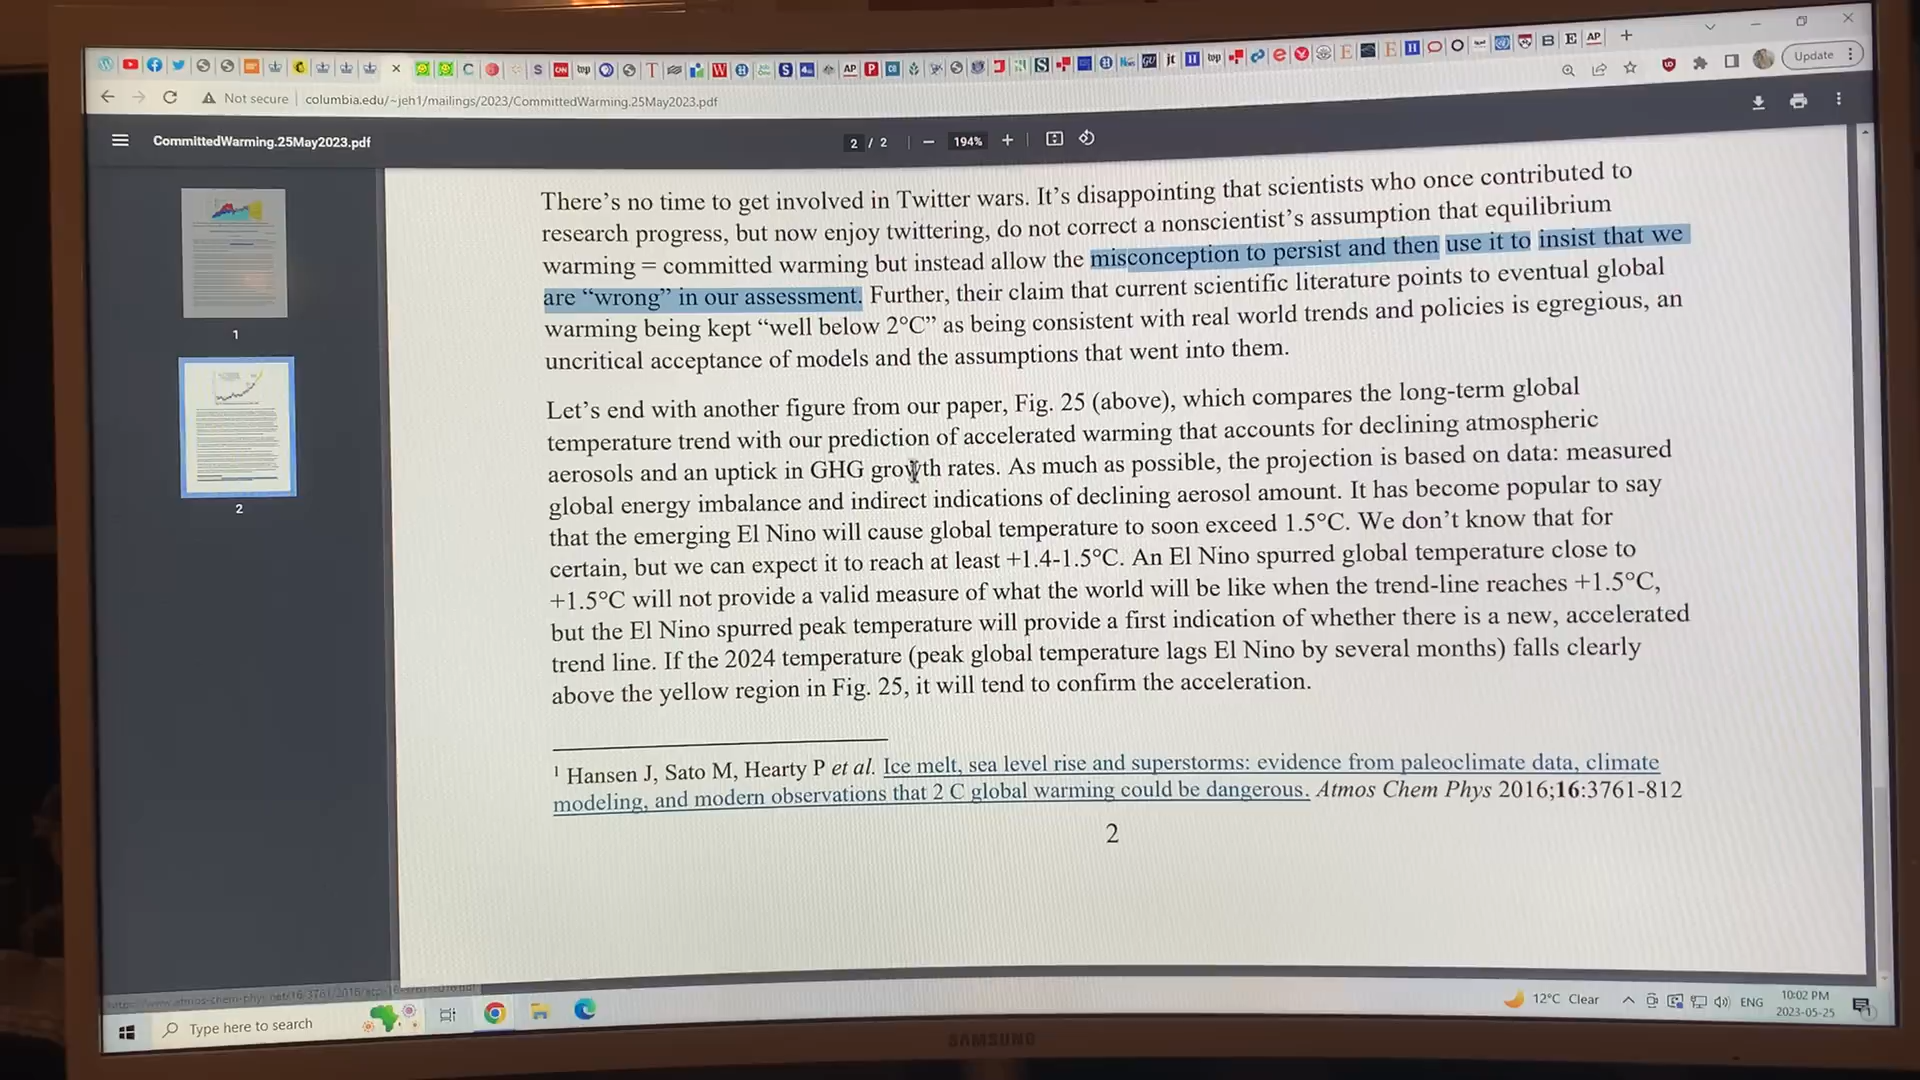 Update
Not secure | columbia.edu/~jeh1/mailings/2023/CommittedWarming.25May2023.pdf
CommittedWarming.25May2023.pdf
2 / 2
194%
1
2
There’s no time to get involved in Twitter wars. It’s disappointing that scientists who once contributed to
research progress, but now enjoy twittering, do not correct a nonscientist’s assumption that equilibrium
warming = committed warming but instead allow the misconception to persist and then use it to insist that we
are “wrong” in our assessment. Further, their claim that current scientific literature points to eventual global
warming being kept “well below 2°C” as being consistent with real world trends and policies is egregious, an
uncritical acceptance of models and the assumptions that went into them.
Let’s end with another figure from our paper, Fig. 25 (above), which compares the long-term global
temperature trend with our prediction of accelerated warming that accounts for declining atmospheric
aerosols and an uptick in GHG growth rates. As much as possible, the projection is based on data: measured
global energy imbalance and indirect indications of declining aerosol amount. It has become popular to say
that the emerging El Nino will cause global temperature to soon exceed 1.5°C. We don’t know that for
certain, but we can expect it to reach at least +1.4-1.5°C. An El Nino spurred global temperature close to
+1.5°C will not provide a valid measure of what the world will be like when the trend-line reaches +1.5°C,
but the El Nino spurred peak temperature will provide a first indication of whether there is a new, accelerated
trend line. If the 2024 temperature (peak global temperature lags El Nino by several months) falls clearly
above the yellow region in Fig. 25, it will tend to confirm the acceleration.
1 Hansen J, Sato M, Hearty P et al. Ice melt, sea level rise and superstorms: evidence from paleoclimate data, climate
modeling, and modern observations that 2 C global warming could be dangerous. Atmos Chem Phys 2016;16:3761-812
2
Type here to search
12°C Clear
ENG
10:02 PM
2023-05-25
SAMSUNG